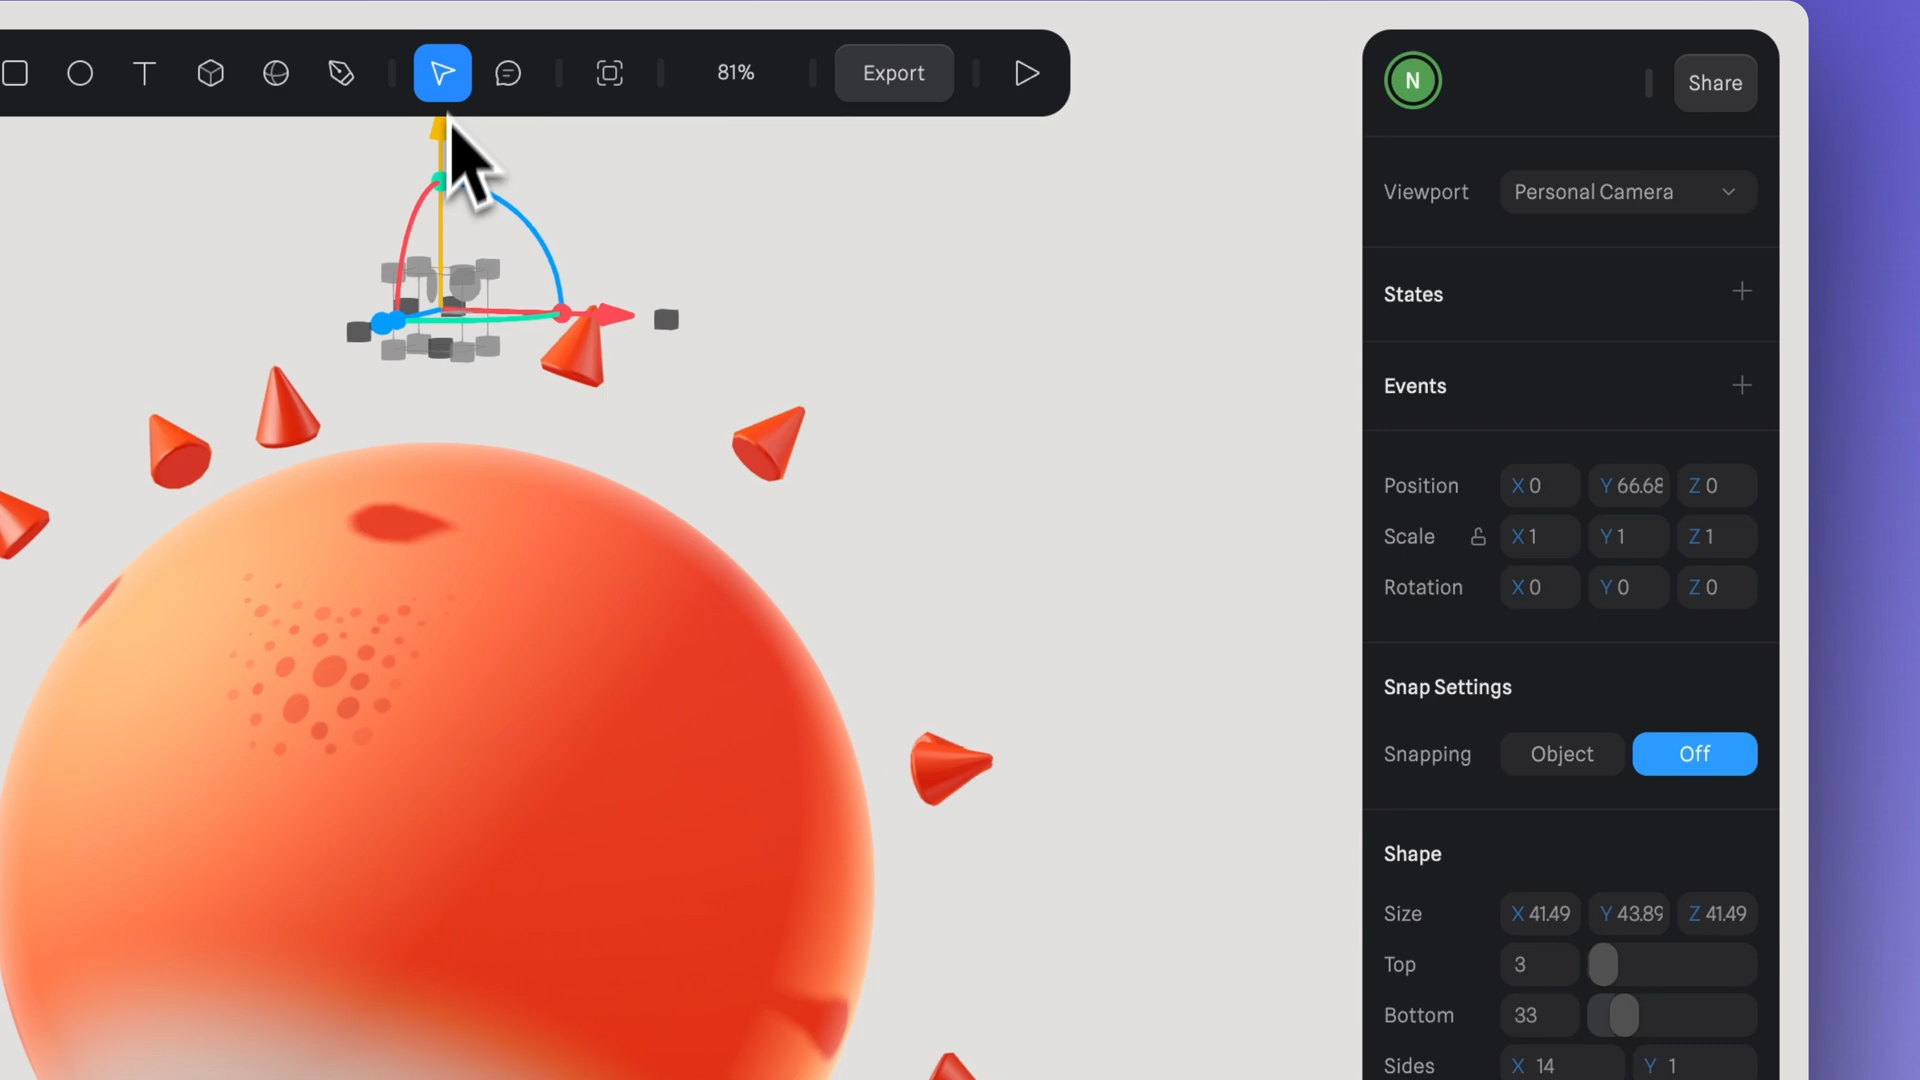 T
81%
Export
N
Share
Viewport
Personal Camera
States
Events
Position X 0 Y 66.68 Z 0
Scale X 1 Y 1 Z 1
Rotation X 0 Y 0 Z 0
Snap Settings
Snapping Object Off
Shape
Size X 41.49 Y 43.89 Z 41.49
Top 3
Bottom 33
Sides X 14 Y 1